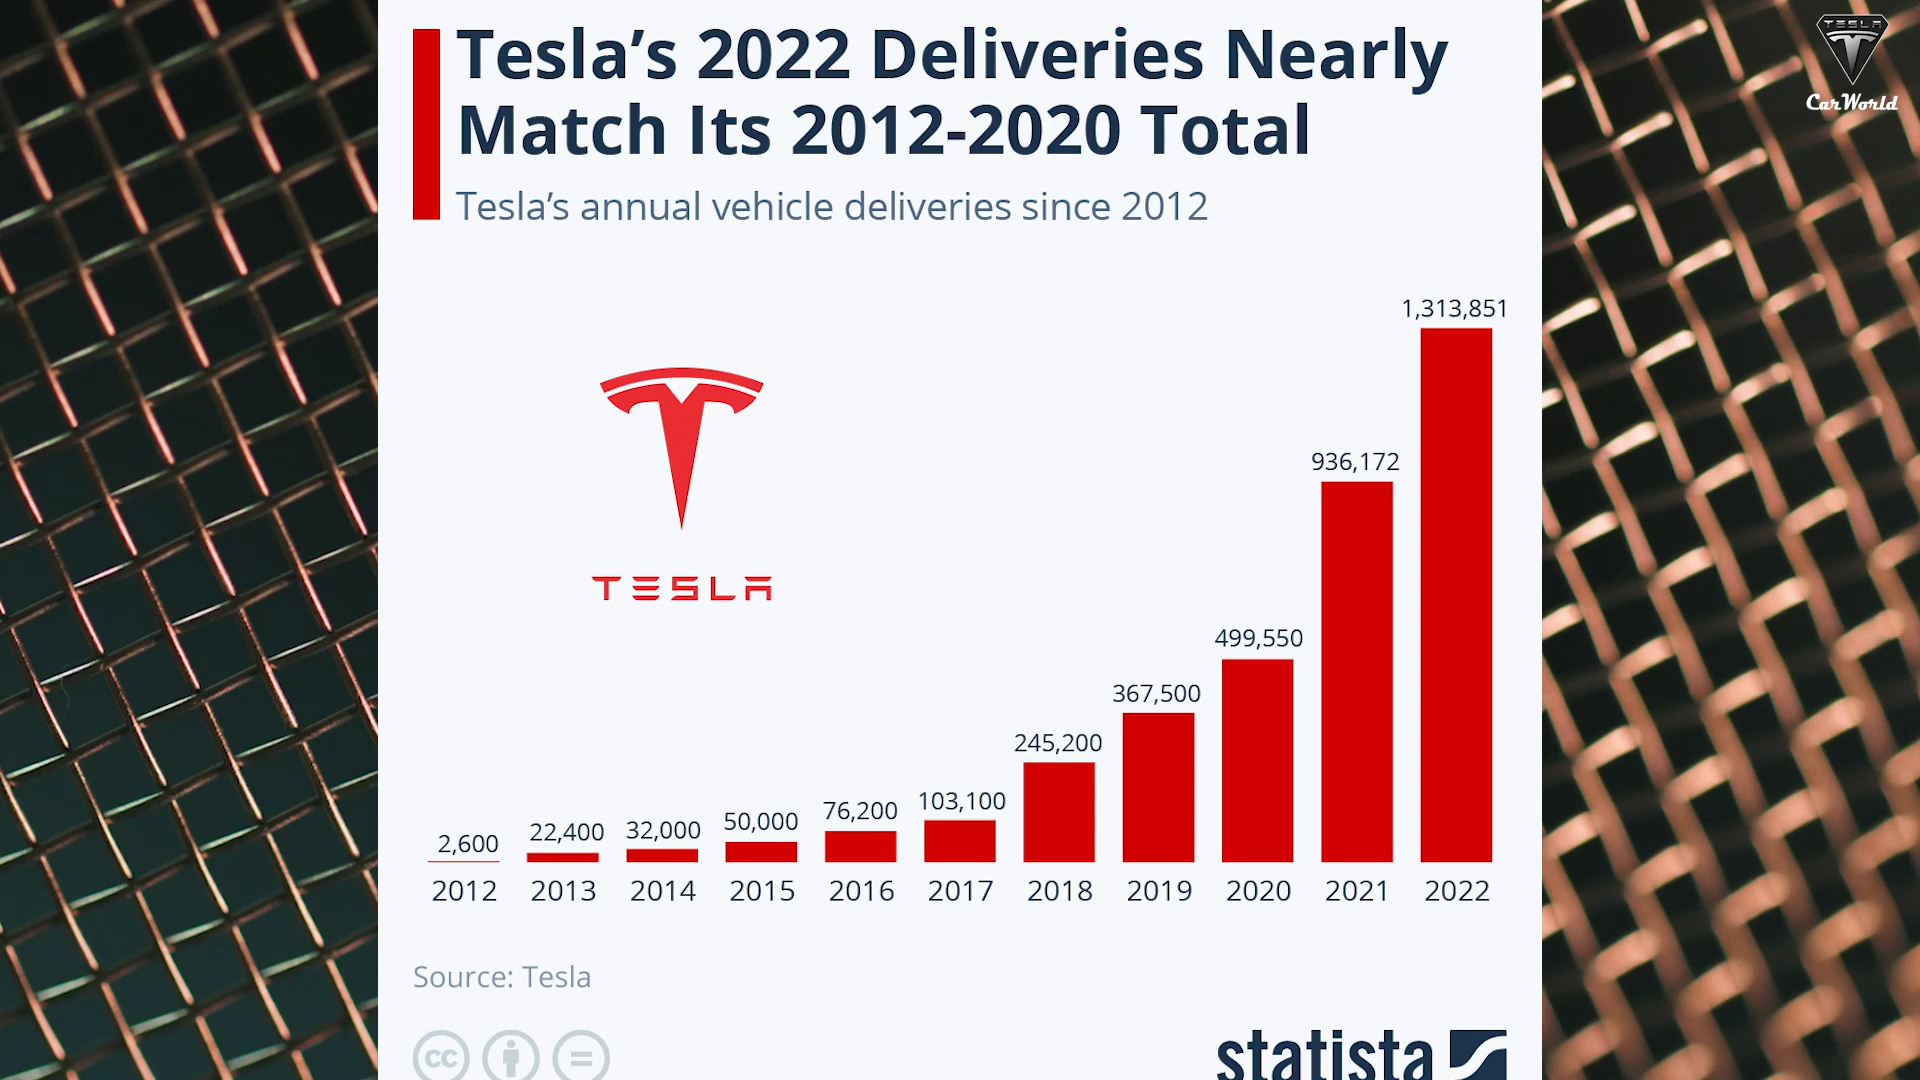 Tesla’s 2022 Deliveries Nearly
Match Its 2012-2020 Total
Tesla’s annual vehicle deliveries since 2012
TESLA
CarWorld
TESLA
2,600
22,400
32,000
50,000
76,200
103,100
245,200
367,500
499,550
936,172
1,313,851
2012 2013 2014 2015 2016 2017 2018 2019 2020 2021 2022
Source: Tesla
cc
statista